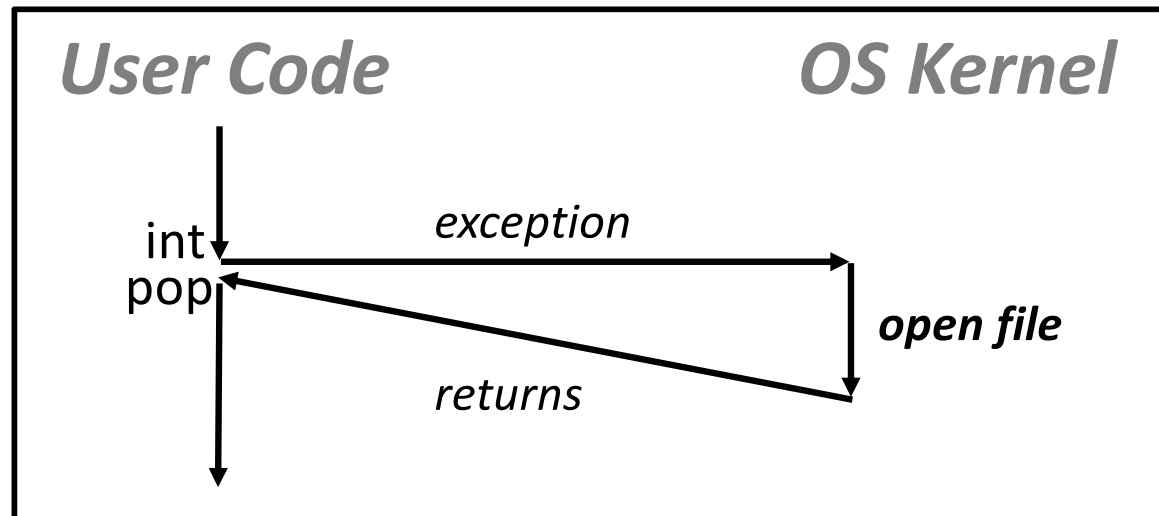 User Code
OS Kernel
exception
int
pop
open file
returns